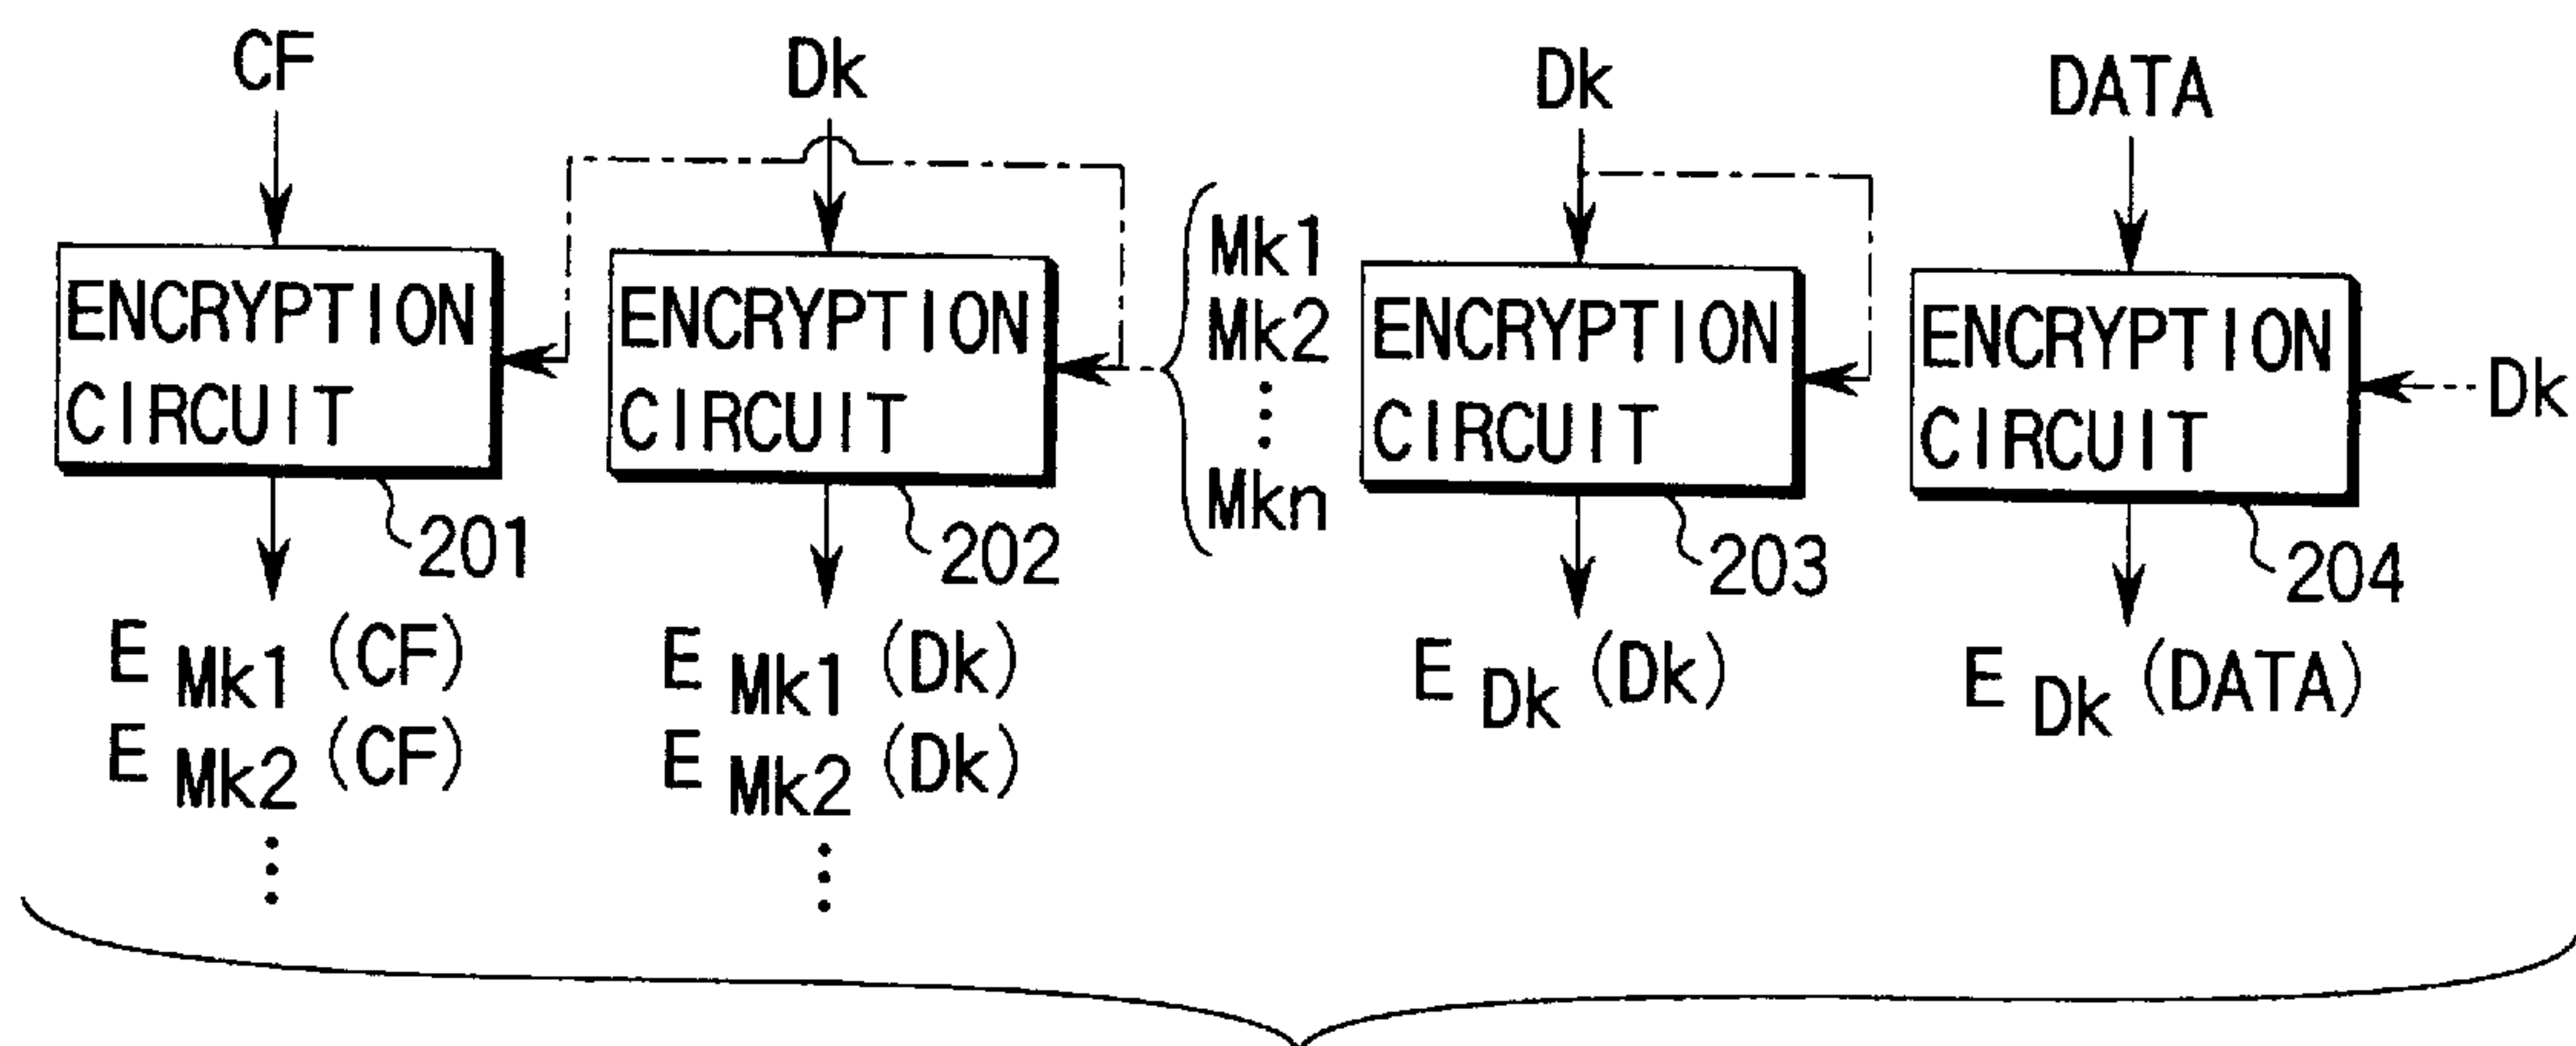 CF
Dk
Dk
DATA
ENCRYPTION
CIRCUIT
201
ENCRYPTION
CIRCUIT
202
Mk1
Mk2
⋮
Mkn
ENCRYPTION
CIRCUIT
203
ENCRYPTION
CIRCUIT
204
Dk
E Mk1 (CF)
E Mk2 (CF)
⋮
E Mk1 (Dk)
E Mk2 (Dk)
⋮
E Dk (Dk)
E Dk (DATA)